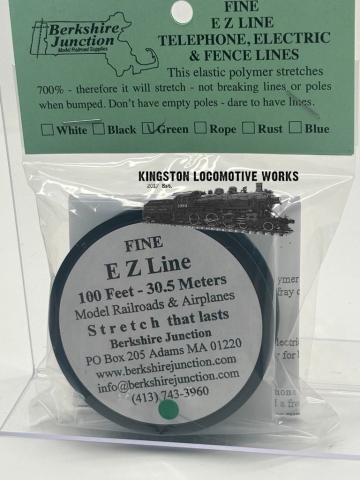 Berkshire
Junction
Model Railroad Supplies
FINE
E Z LINE
TELEPHONE, ELECTRIC
& FENCE LINES
This elastic polymer stretches
700% - therefore it will stretch - not breaking lines or poles
when bumped. Don't have empty poles - dare to have lines.
White Black Green Rope Rust Blue
KINGSTON LOCOMOTIVE WORKS
2017 Est.
FINE
E Z Line
100 Feet - 30.5 Meters
Model Railroads & Airplanes
Stretch that lasts
Berkshire Junction
PO Box 205 Adams MA 01220
www.berkshirejunction.com
info@berkshirejunction.com
(413) 743-3960